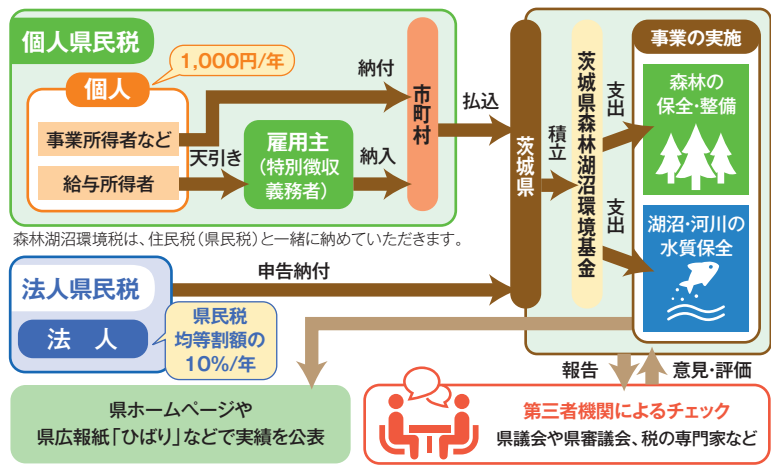 個人県民税
1,000円/年
個人
事業所得者など
給与所得者
天引き
雇用主
(特別徴収
義務者)
納付
納入
市町村
払込
茨城県
積立
茨城県森林湖沼環境基金
支出
支出
事業の実施
森林の
保全・整備
湖沼・河川の
水質保全
森林湖沼環境税は、住民税(県民税)と一緒に納めていただきます。
法人県民税
法 人
県民税
均等割額の
10%/年
申告納付
報告
意見・評価
県ホームページや
県広報紙「ひばり」などで実績を公表
第三者機関によるチェック
県議会や県審議会、税の専門家など